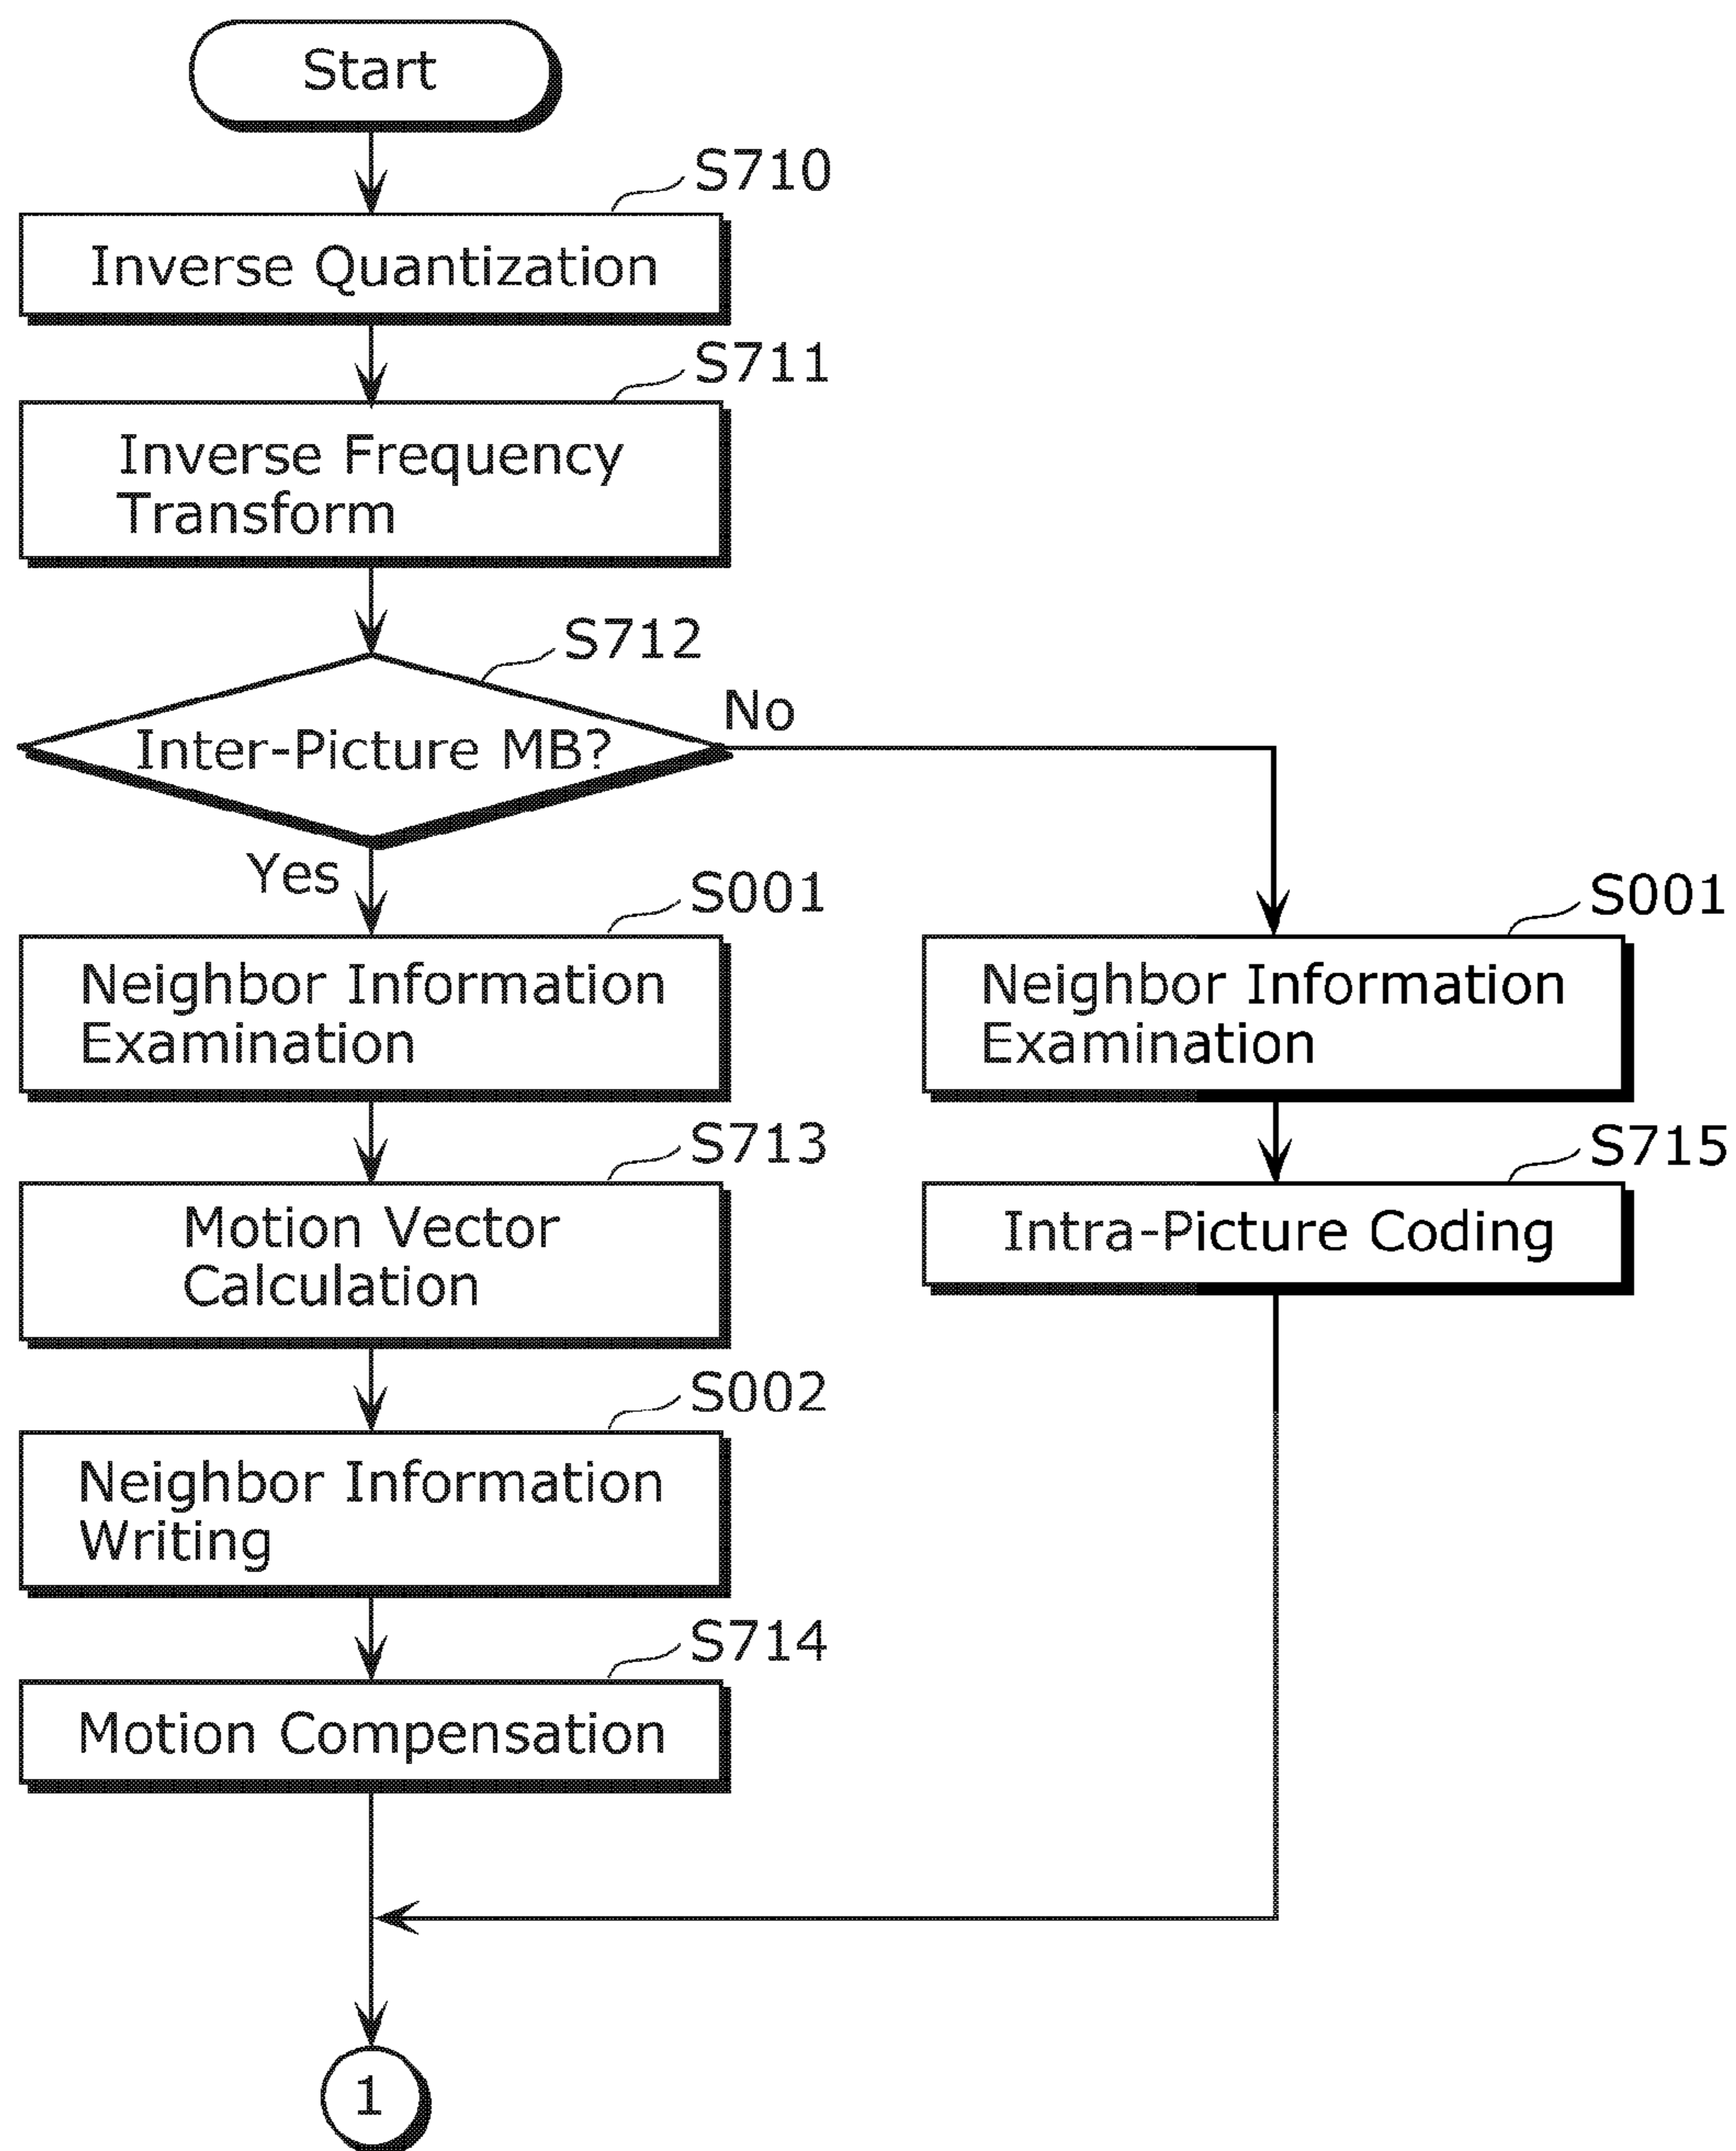 Start
S710
Inverse Quantization
S711
Inverse Frequency
Transform
S712
Inter-Picture MB?
No
Yes
S001
Neighbor Information
Examination
S001
Neighbor Information
Examination
S713
Motion Vector
Calculation
S715
Intra-Picture Coding
S002
Neighbor Information
Writing
S714
Motion Compensation
1